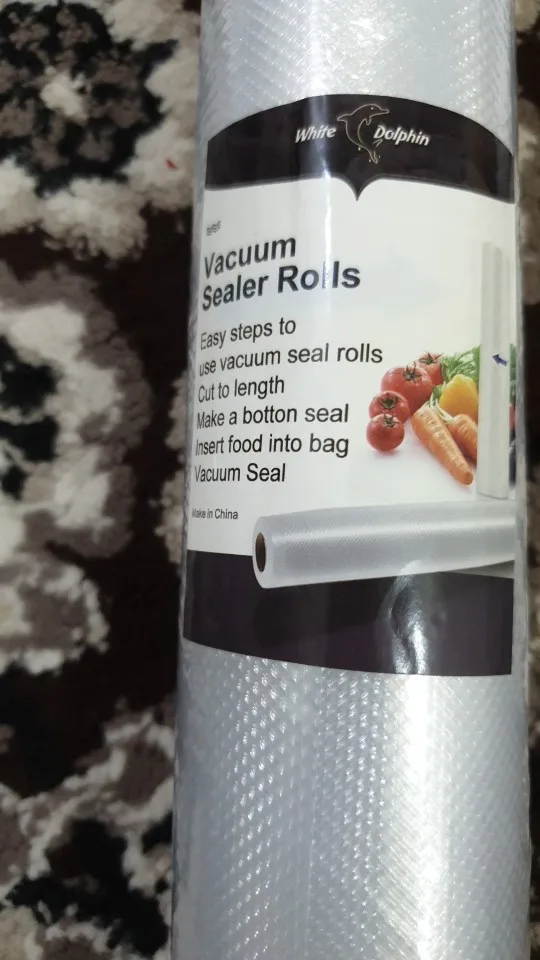 White Dolphin
Vacuum
Sealer Rolls
Easy steps to
use vacuum seal rolls
Cut to length
Make a botton seal
Insert food into bag
Vacuum Seal
Make in China